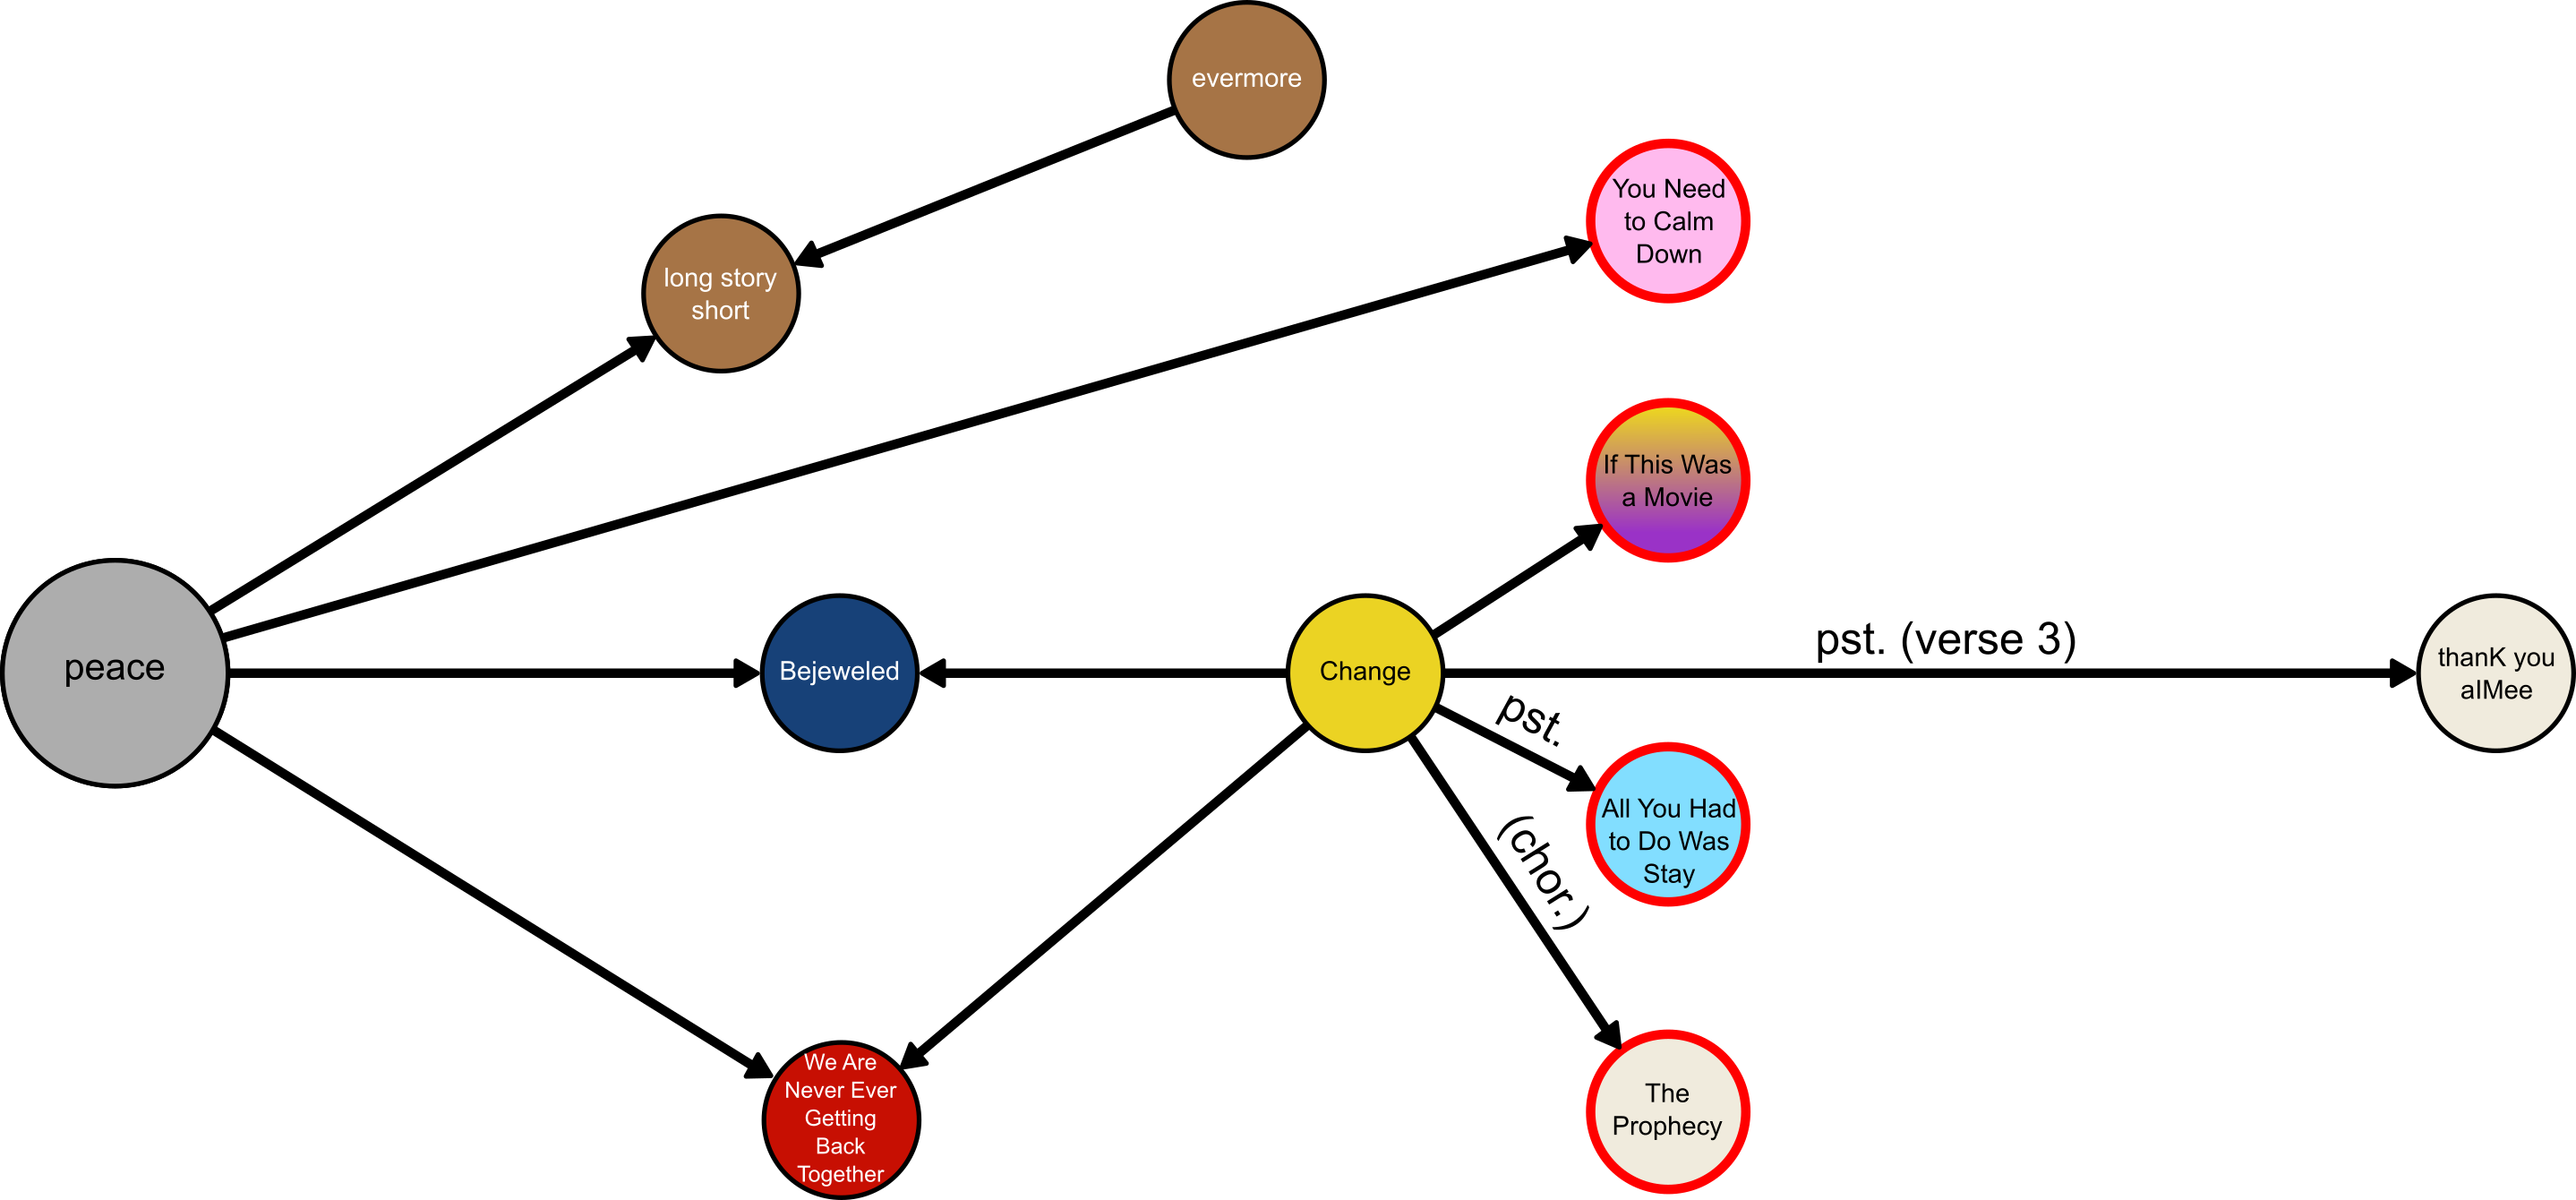 evermore
You Need
to Calm
Down
long story
short
If This Was
a Movie
pst. (verse 3)
peace
Bejeweled
Change
thanK you
aIMee
pst.
All You Had
to Do Was
Stay
(chor.)
We Are
Never Ever
Getting
Back
Together
The
Prophecy